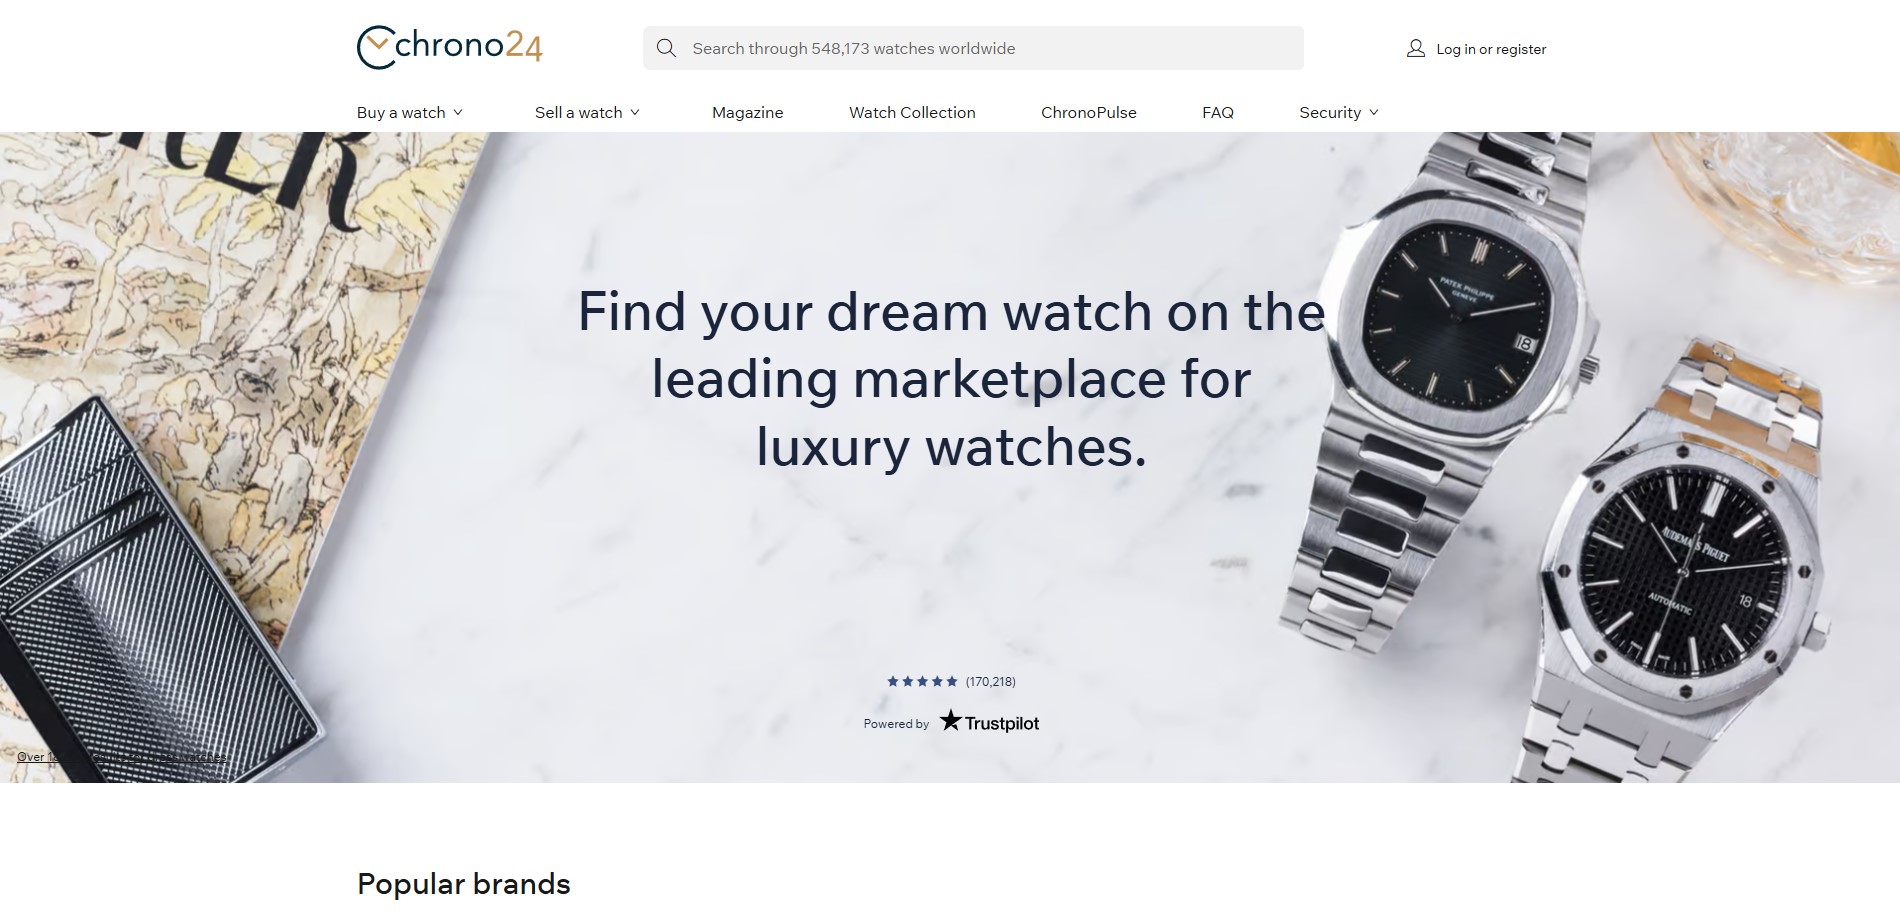 chrono24
Search through 548,173 watches worldwide
Log in or register
Buy a watch
Sell a watch
Magazine
Watch Collection
ChronoPulse
FAQ
Security
Find your dream watch on the
leading marketplace for
luxury watches.
PATEK PHILIPPE
GENEVE
18
AUDEMARS PIGUET
AUTOMATIC
18
(170,218)
Powered by Trustpilot
Over
watches
Popular brands